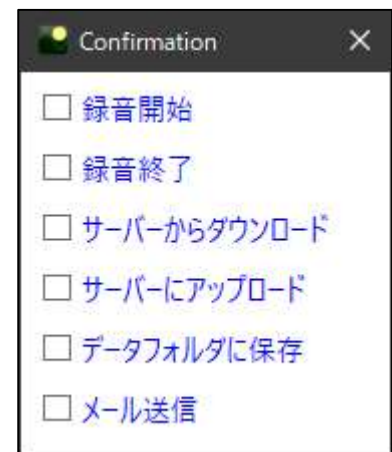 Confirmation
録音開始
録音終了
サーバーからダウンロード
サーバーにアップロード
データフォルダに保存
メール送信